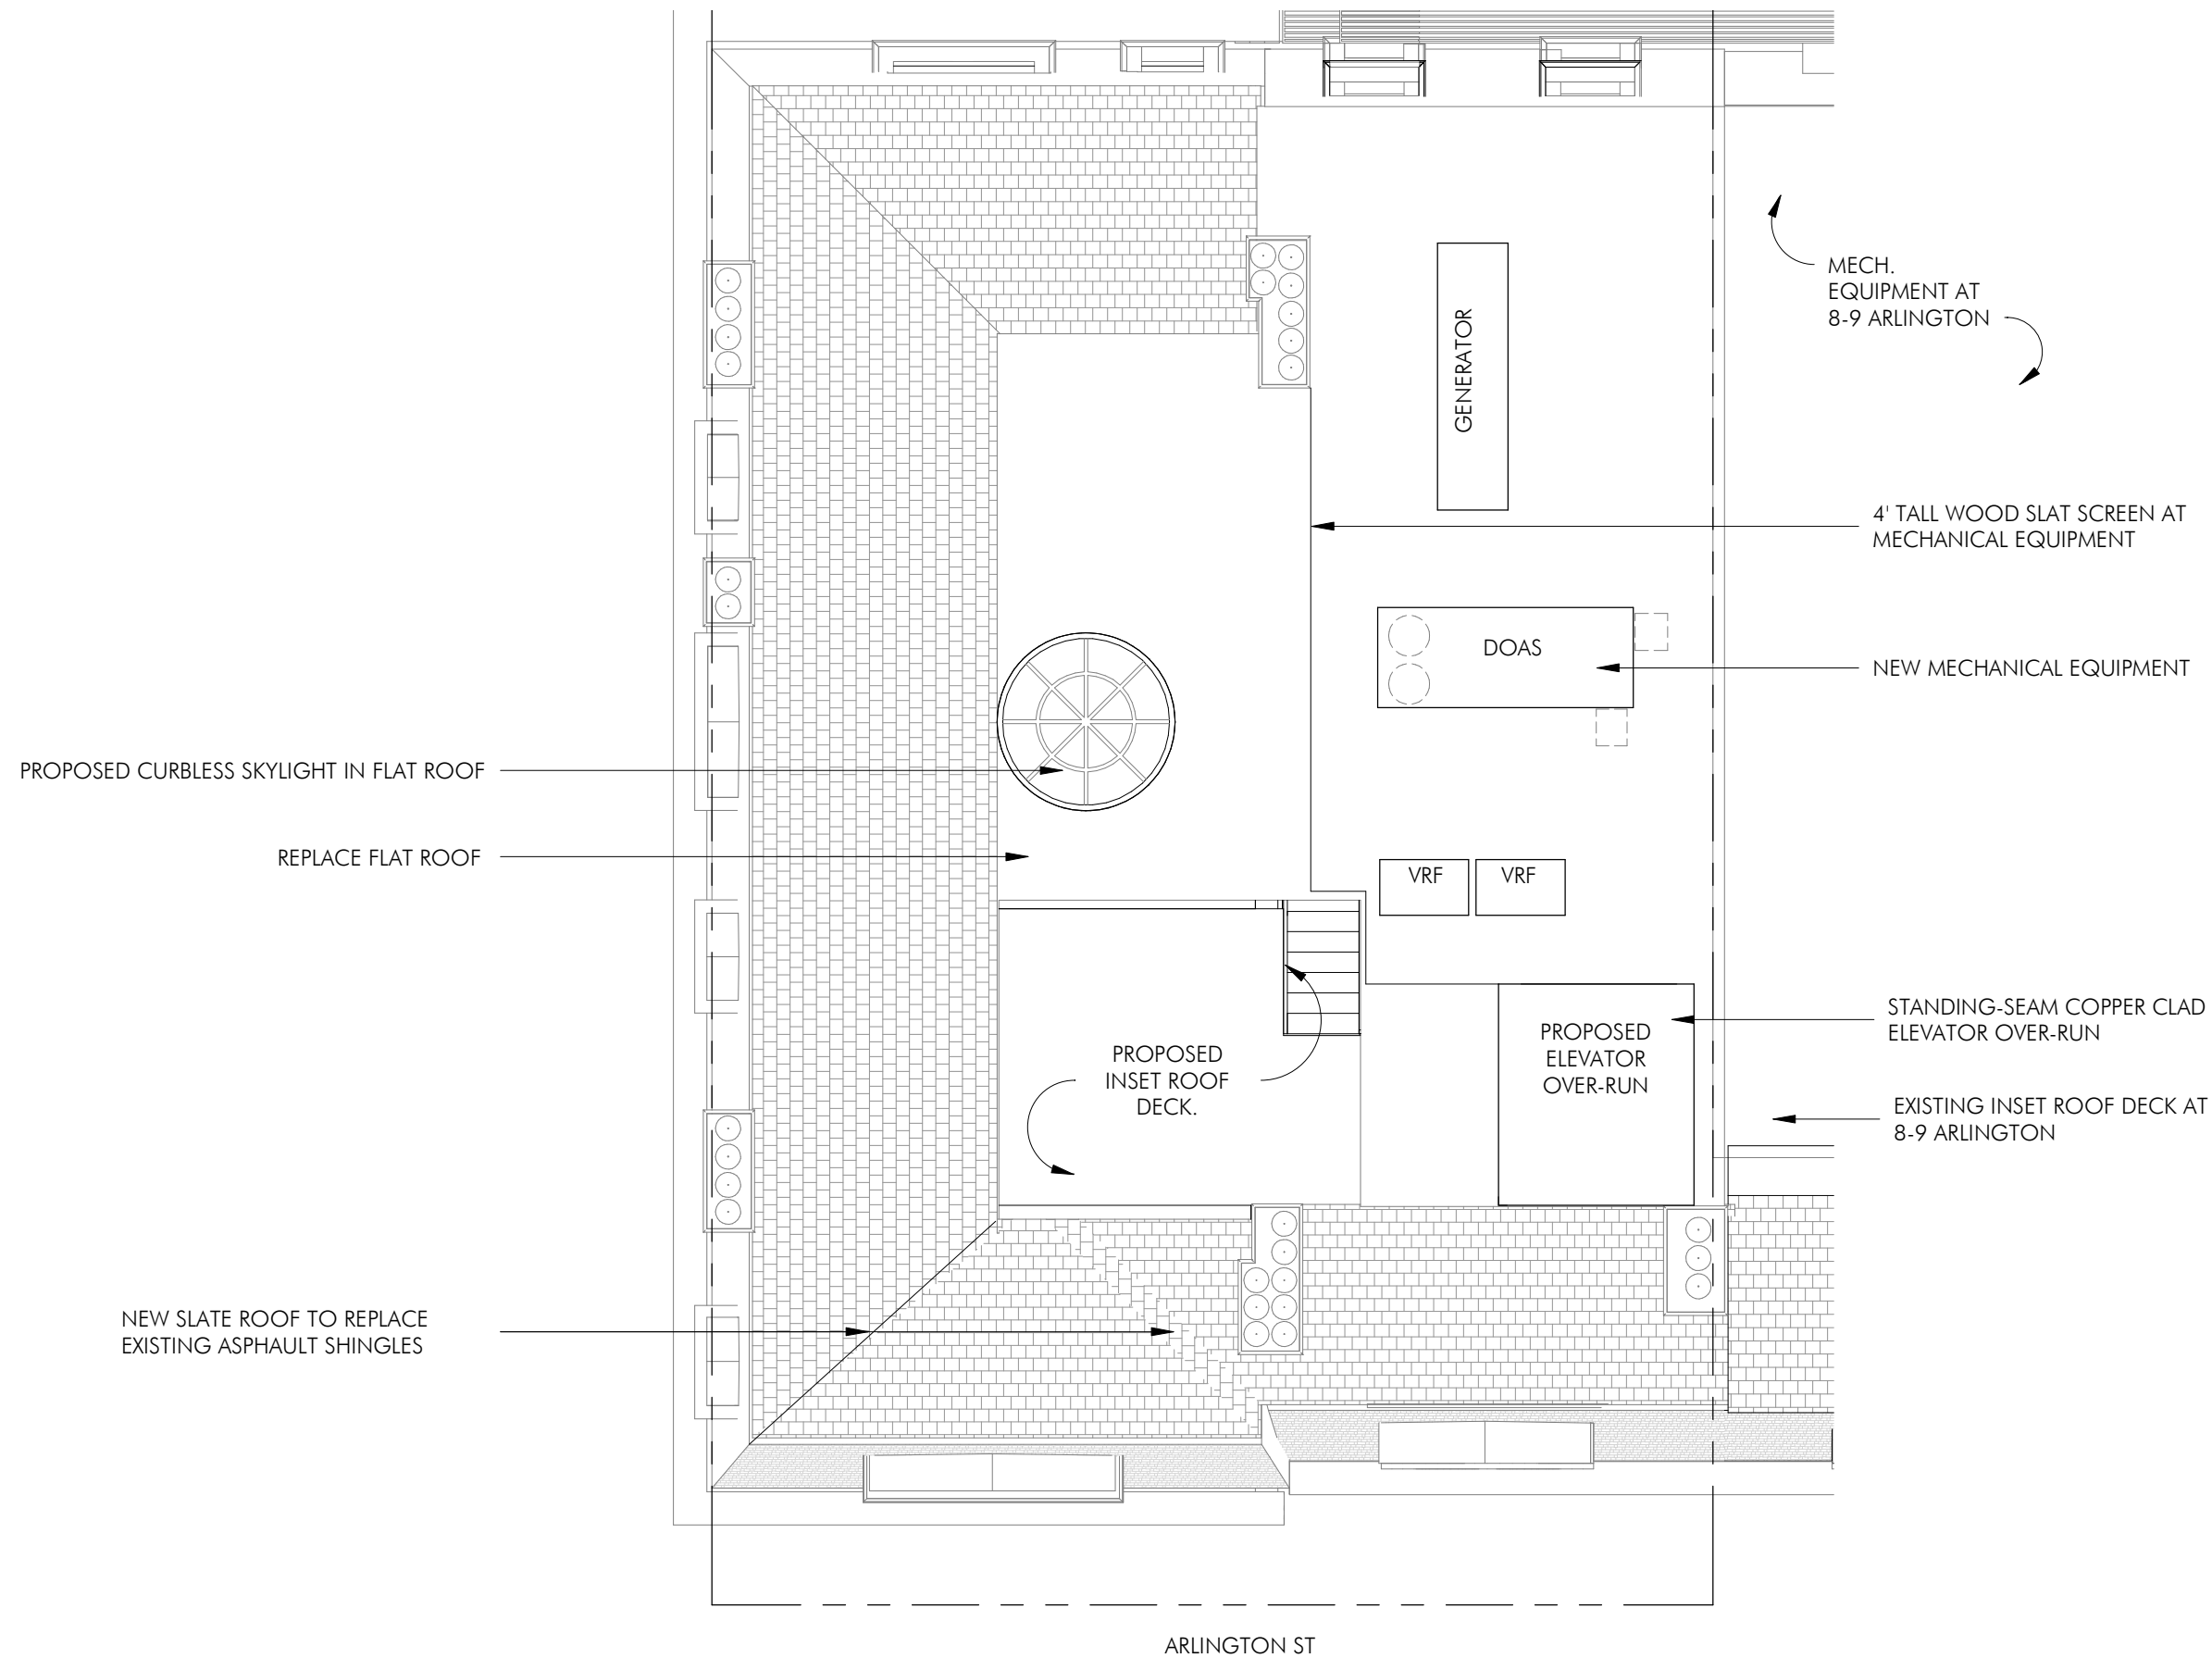 MECH.
EQUIPMENT AT
8-9 ARLINGTON
GENERATOR
4' TALL WOOD SLAT SCREEN AT
MECHANICAL EQUIPMENT
DOAS
NEW MECHANICAL EQUIPMENT
PROPOSED CURBLESS SKYLIGHT IN FLAT ROOF
REPLACE FLAT ROOF
VRF
VRF
STANDING-SEAM COPPER CLAD
ELEVATOR OVER-RUN
PROPOSED
ELEVATOR
OVER-RUN
PROPOSED
INSET ROOF
DECK.
EXISTING INSET ROOF DECK AT
8-9 ARLINGTON
NEW SLATE ROOF TO REPLACE
EXISTING ASPHAULT SHINGLES
ARLINGTON ST